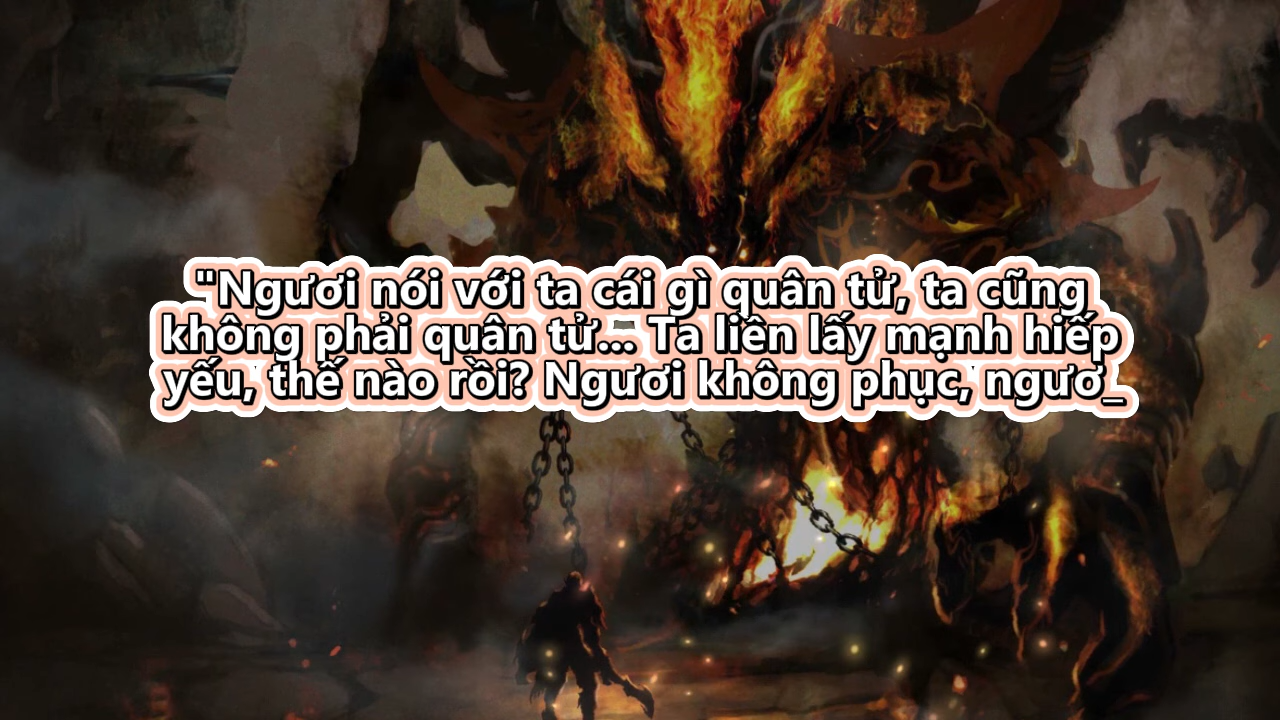 "Ngươi nói với ta cái gì quân tử, ta cũng
không phải quân tử... Ta liền lấy mạnh hiếp
yếu, thế nào rồi? Ngươi không phục, ngươ_